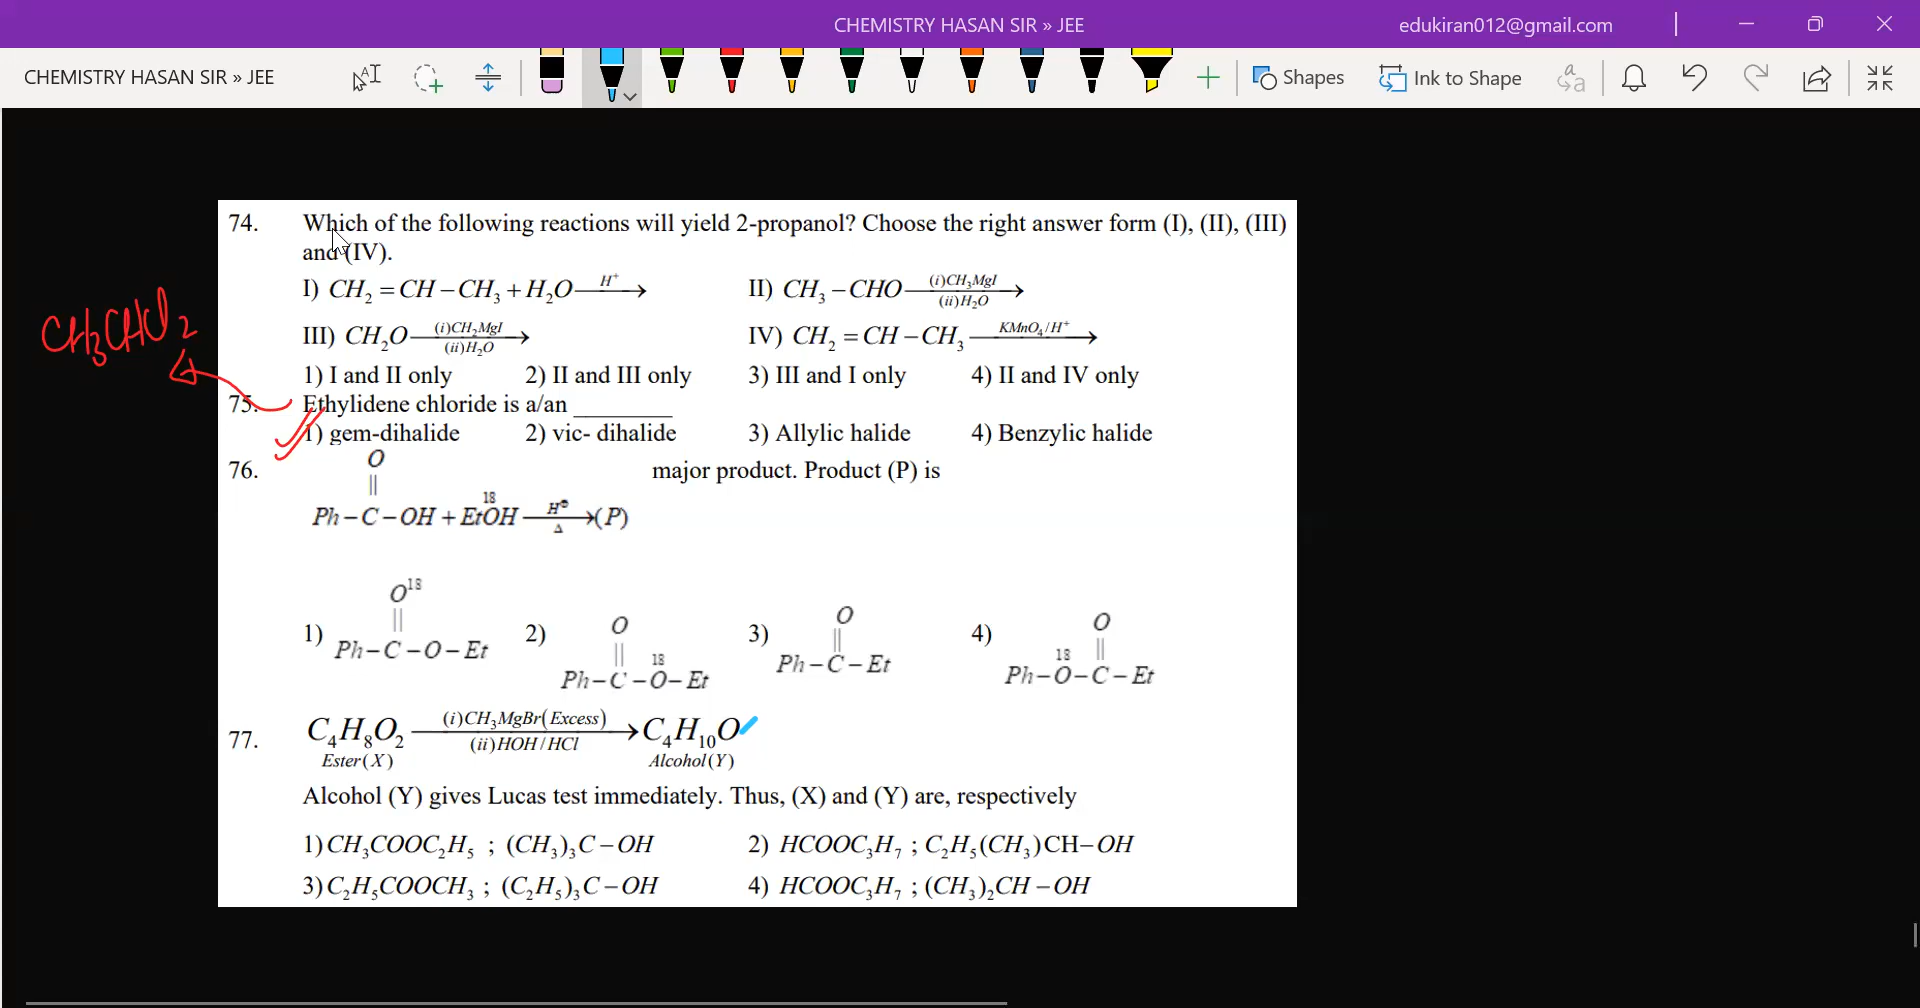 CHEMISTRY HASAN SIR » JEE
edukiran012@gmail.com
CHEMISTRY HASAN SIR » JEE
Shapes
Ink to Shape
74. Which of the following reactions will yield 2-propanol? Choose the right answer form (I), (II), (III)
and (IV).
I) CH₂ = CH – CH₃ + H₂O —H⁺→ II) CH₃ – CHO —(i)CH₃MgI (ii)H₂O→
III) CH₂O —(i)CH₂MgI (ii)H₂O→ IV) CH₂ = CH – CH₃ —KMnO₄/H⁺→
1) I and II only 2) II and III only 3) III and I only 4) II and IV only
CH₃CHCl₂
75. Ethylidene chloride is a/an ________
1) gem-dihalide 2) vic- dihalide 3) Allylic halide 4) Benzylic halide
76. major product. Product (P) is
O
||
Ph – C – OH + EtOH —H⊕ Δ→ (P)
18
1) O¹⁸ || Ph – C – O – Et 2) O || 18 Ph – C – O – Et 3) O || Ph – C – Et 4) 18 O || Ph – O – C – Et
77. C₄H₈O₂ —(i)CH₃MgBr(Excess) (ii)HOH / HCl→ C₄H₁₀O
Ester(X) Alcohol(Y)
Alcohol (Y) gives Lucas test immediately. Thus, (X) and (Y) are, respectively
1) CH₃COOC₂H₅ ; (CH₃)₃C – OH 2) HCOOC₃H₇ ; C₂H₅(CH₃)CH– OH
3) C₂H₅COOCH₃ ; (C₂H₅)₃C – OH 4) HCOOC₃H₇ ; (CH₃)₂CH – OH